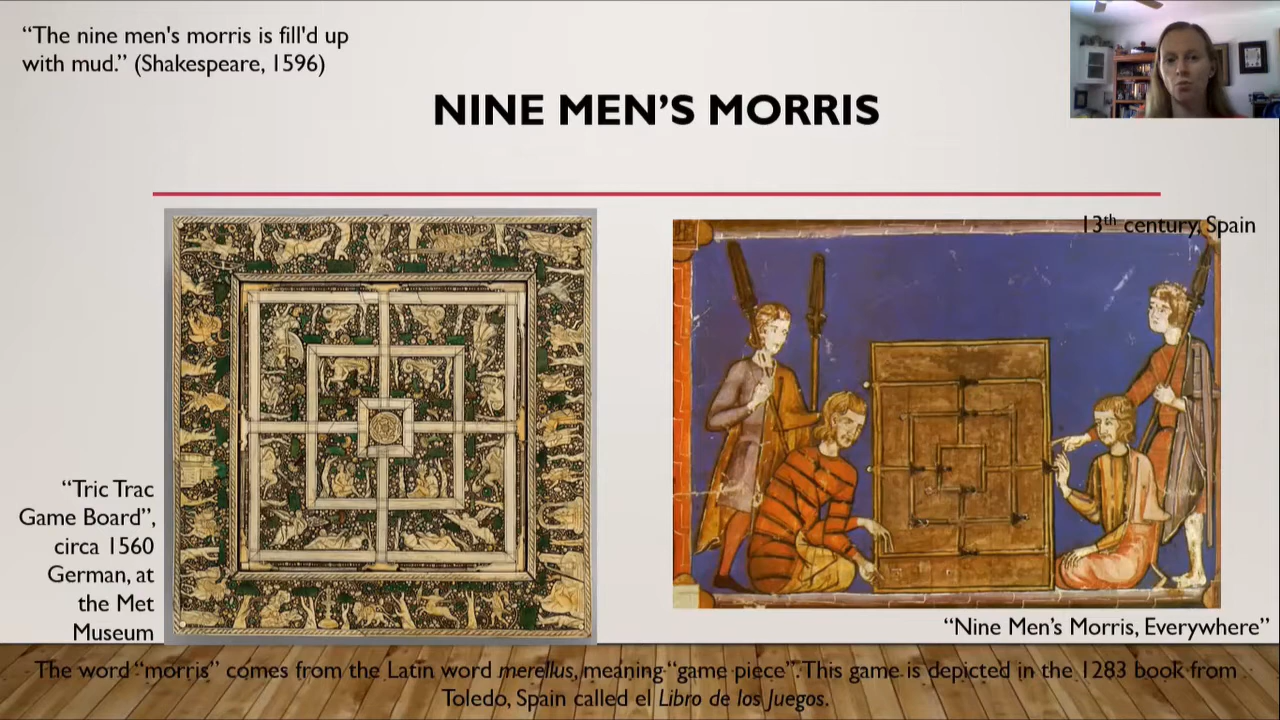 “The nine men's morris is fill'd up
with mud.” (Shakespeare, 1596)
NINE MEN’S MORRIS
13th century, Spain
“Tric Trac
Game Board”,
circa 1560
German, at
the Met
Museum
“Nine Men’s Morris, Everywhere”
The word “morris” comes from the Latin word merellus, meaning “game piece”. This game is depicted in the 1283 book from
Toledo, Spain called el Libro de los Juegos.